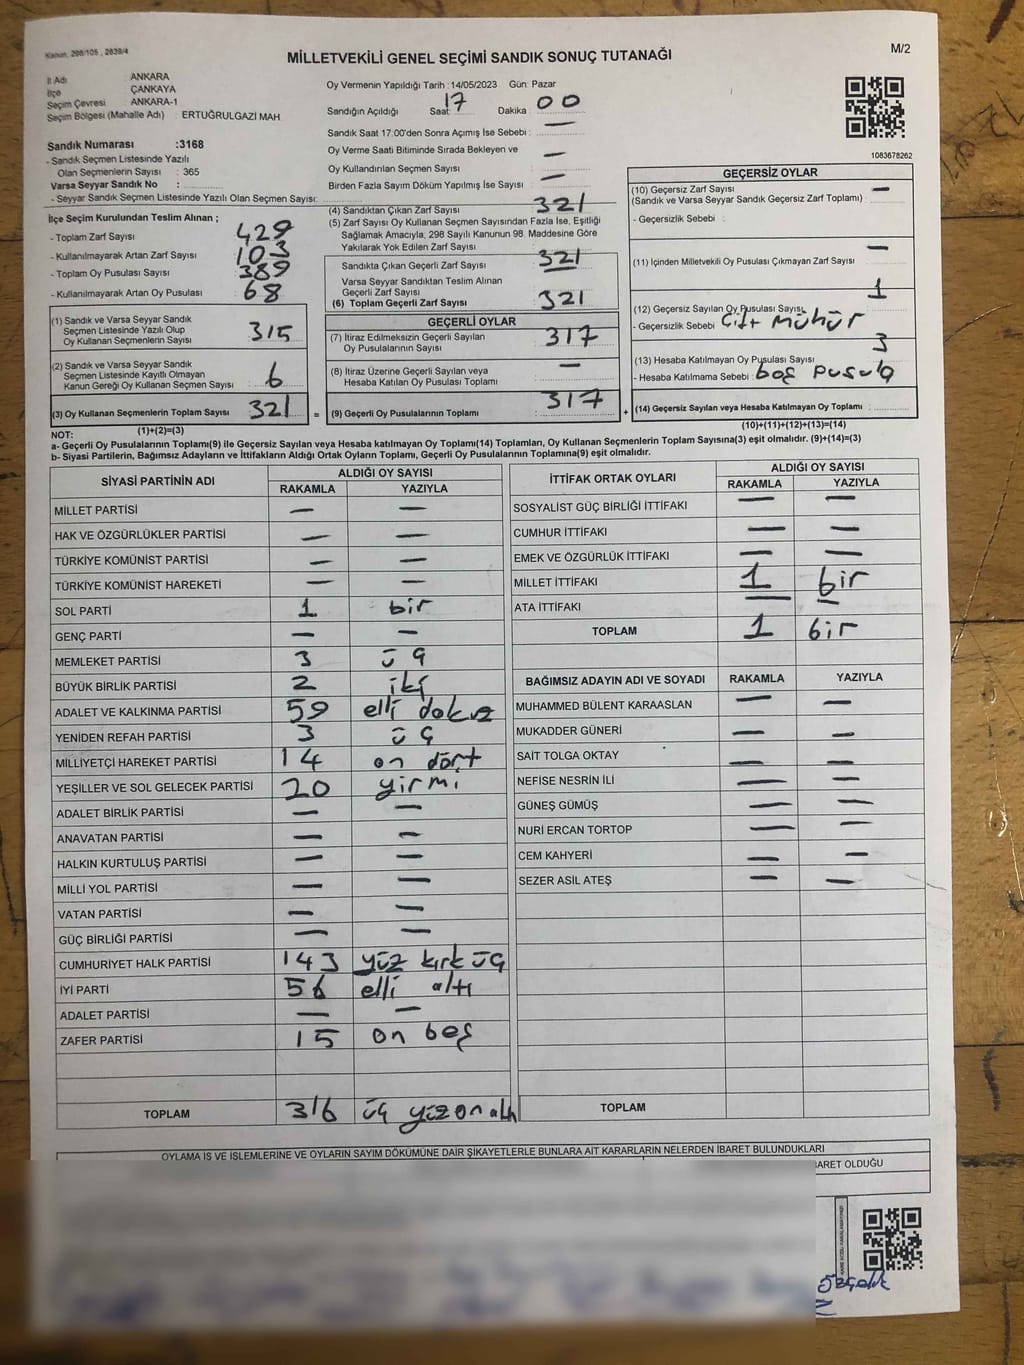 Kanun, 298/105 , 2839/4
M/2
MİLLETVEKİLİ GENEL SEÇİMİ SANDIK SONUÇ TUTANAĞI
İl Adı : ANKARA
İlçe : ÇANKAYA
Seçim Çevresi : ANKARA-1
Seçim Bölgesi (Mahalle Adı) : ERTUĞRULGAZİ MAH
Sandık Numarası :3168
- Sandık Seçmen Listesinde Yazılı
Olan Seçmenlerin Sayısı : 365
Varsa Seyyar Sandık No :
- Seyyar Sandık Seçmen Listesinde Yazılı Olan Seçmen Sayısı:
Oy Vermenin Yapıldığı Tarih :14/05/2023 Gün: Pazar
Sandığın Açıldığı Saat 17 Dakika 00
Sandık Saat 17:00'den Sonra Açımış İse Sebebi : —
Oy Verme Saati Bitiminde Sırada Bekleyen ve
Oy Kullandırılan Seçmen Sayısı —
Birden Fazla Sayım Döküm Yapılmış İse Sayısı —
1083678262
İlçe Seçim Kurulundan Teslim Alınan ;
- Toplam Zarf Sayısı 429
- Kullanılmayarak Artan Zarf Sayısı 103
- Toplam Oy Pusulası Sayısı 389
- Kullanılmayarak Artan Oy Pusulası 68
(4) Sandıktan Çıkan Zarf Sayısı 321
(5) Zarf Sayısı Oy Kullanan Seçmen Sayısından Fazla İse, Eşitliği
Sağlamak Amacıyla, 298 Sayılı Kanunun 98. Maddesine Göre
Yakılarak Yok Edilen Zarf Sayısı :
Sandıkta Çıkan Geçerli Zarf Sayısı 321
Varsa Seyyar Sandıktan Teslim Alınan
Geçerli Zarf Sayısı :
(6) Toplam Geçerli Zarf Sayısı 321
GEÇERSİZ OYLAR
(10) Geçersiz Zarf Sayısı —
(Sandık ve Varsa Seyyar Sandık Geçersiz Zarf Toplamı)
- Geçersizlik Sebebi :
(11) İçinden Milletvekili Oy Pusulası Çıkmayan Zarf Sayısı —
(12) Geçersiz Sayılan Oy Pusulası Sayısı 1
- Geçersizlik Sebebi Çift Mühür
(13) Hesaba Katılmayan Oy Pusulası Sayısı 3
- Hesaba Katılmama Sebebi : boş pusula
(14) Geçersiz Sayılan veya Hesaba Katılmayan Oy Toplamı :
(10)+(11)+(12)+(13)=(14)
(1) Sandık ve Varsa Seyyar Sandık
Seçmen Listesinde Yazılı Olup
Oy Kullanan Seçmenlerin Sayısı 315
(2) Sandık ve Varsa Seyyar Sandık
Seçmen Listesinde Kayıtlı Olmayan
Kanun Gereği Oy Kullanan Seçmen Sayısı 6
(3) Oy Kullanan Seçmenlerin Toplam Sayısı 321 =
(1)+(2)=(3)
GEÇERLİ OYLAR
(7) İtiraz Edilmeksizin Geçerli Sayılan
Oy Pusulalarının Sayısı 317
(8) İtiraz Üzerine Geçerli Sayılan veya
Hesaba Katılan Oy Pusulası Toplamı —
(9) Geçerli Oy Pusulalarının Toplamı : 317 +
NOT:
a- Geçerli Oy Pusulalarının Toplamı(9) ile Geçersiz Sayılan veya Hesaba katılmayan Oy Toplamı(14) Toplamları, Oy Kullanan Seçmenlerin Toplam Sayısına(3) eşit olmalıdır. (9)+(14)=(3)
b- Siyasi Partilerin, Bağımsız Adayların ve İttifakların Aldığı Ortak Oyların Toplamı, Geçerli Oy Pusulalarının Toplamına(9) eşit olmalıdır.
SİYASİ PARTİNİN ADI ALDIĞI OY SAYISI
RAKAMLA YAZIYLA
MİLLET PARTİSİ — —
HAK VE ÖZGÜRLÜKLER PARTİSİ — —
TÜRKİYE KOMÜNİST PARTİSİ — —
TÜRKİYE KOMÜNİST HAREKETİ — —
SOL PARTİ 1 bir
GENÇ PARTİ — —
MEMLEKET PARTİSİ 3 üç
BÜYÜK BİRLİK PARTİSİ 2 iki
ADALET VE KALKINMA PARTİSİ 59 elli dokuz
YENİDEN REFAH PARTİSİ 3 üç
MİLLİYETÇİ HAREKET PARTİSİ 14 on dört
YEŞİLLER VE SOL GELECEK PARTİSİ 20 yirmi
ADALET BİRLİK PARTİSİ — —
ANAVATAN PARTİSİ — —
HALKIN KURTULUŞ PARTİSİ — —
MİLLİ YOL PARTİSİ — —
VATAN PARTİSİ — —
GÜÇ BİRLİĞİ PARTİSİ — —
CUMHURİYET HALK PARTİSİ 143 yüz kırk üç
İYİ PARTİ 56 elli altı
ADALET PARTİSİ — —
ZAFER PARTİSİ 15 on beş
TOPLAM 316 üç yüz on altı
İTTİFAK ORTAK OYLARI ALDIĞI OY SAYISI
RAKAMLA YAZIYLA
SOSYALİST GÜÇ BİRLİĞİ İTTİFAKI — —
CUMHUR İTTİFAKI — —
EMEK VE ÖZGÜRLÜK İTTİFAKI — —
MİLLET İTTİFAKI 1 bir
ATA İTTİFAKI — —
TOPLAM 1 bir
BAĞIMSIZ ADAYIN ADI VE SOYADI RAKAMLA YAZIYLA
MUHAMMED BÜLENT KARAASLAN — —
MUKADDER GÜNERİ — —
SAİT TOLGA OKTAY — —
NEFİSE NESRİN İLİ — —
GÜNEŞ GÜMÜŞ — —
NURİ ERCAN TORTOP — —
CEM KAHYERİ — —
SEZER ASİL ATEŞ — —
TOPLAM
OYLAMA İŞ VE İŞLEMLERİNE VE OYLARIN SAYIM DÖKÜMÜNE DAİR ŞİKAYETLERLE BUNLARA AİT KARARLARIN NELERDEN İBARET BULUNDUKLARI
BARET OLDUĞU